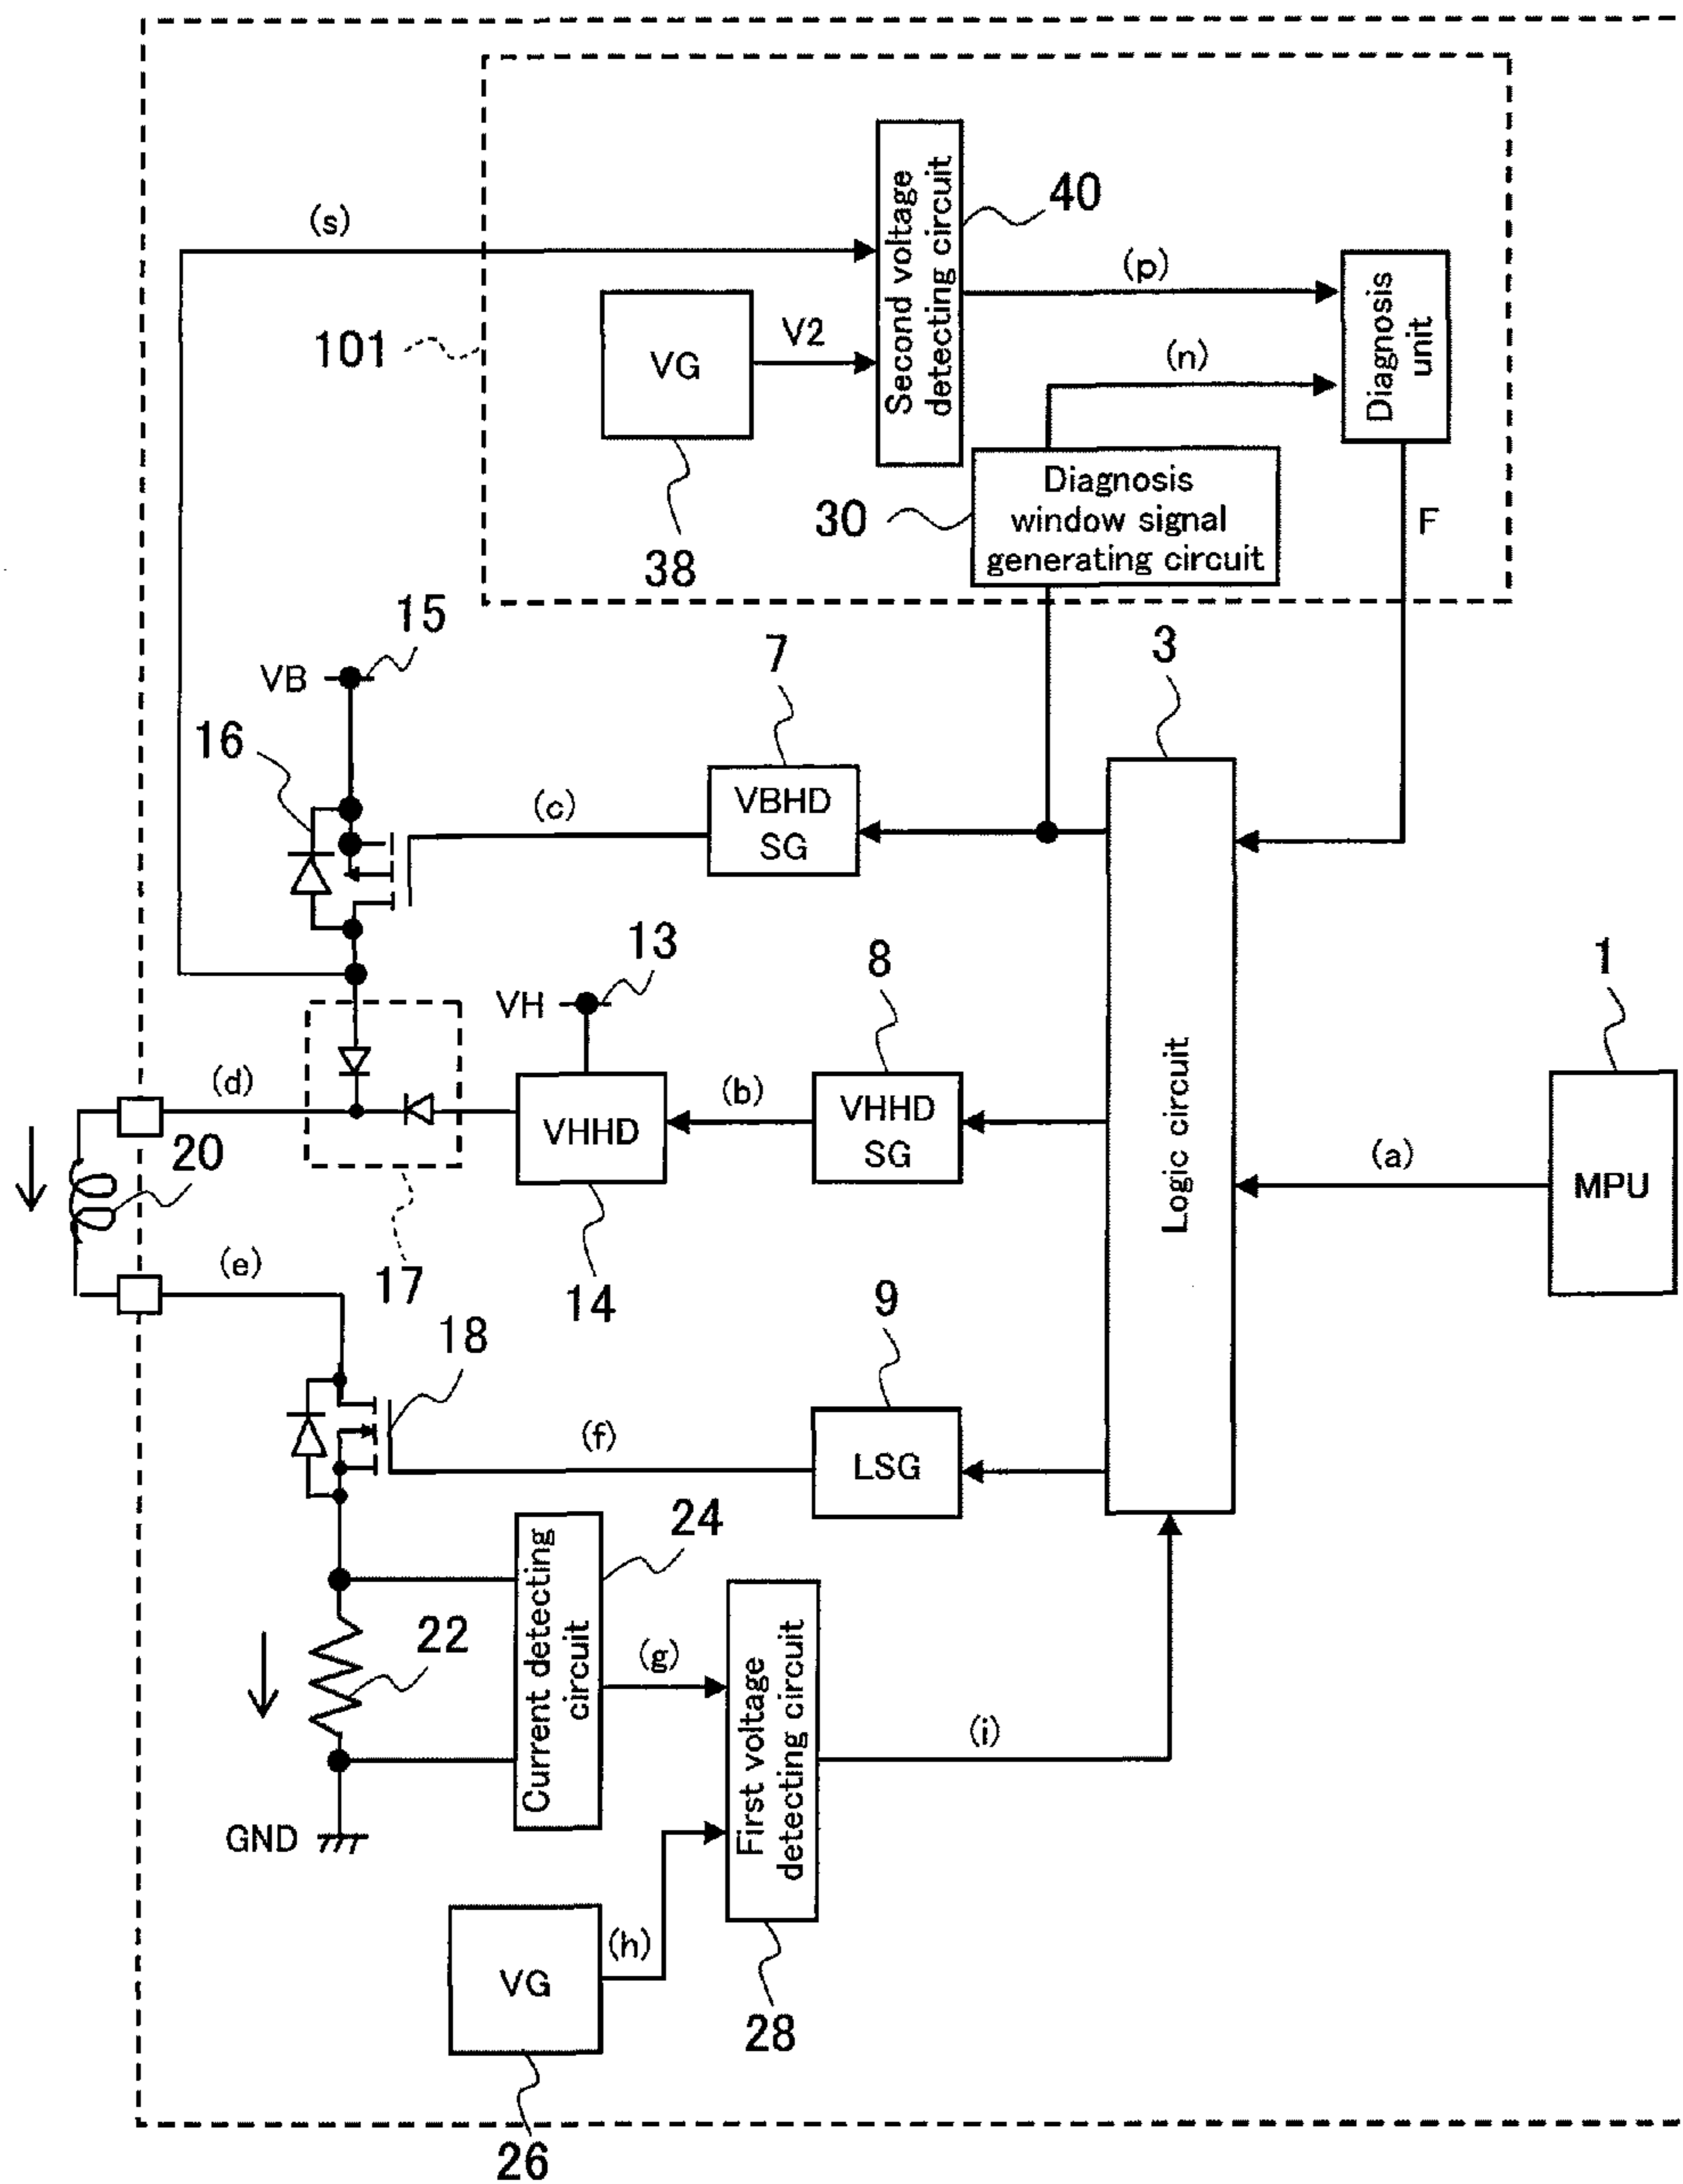 (s)
Second voltage
detecting circuit
40
(p)
101
VG
V2
(n)
Diagnosis
unit
38
30
Diagnosis
window signal
generating circuit
F
VB
15
16
(c)
7
VBHD
SG
3
VH
13
8
1
(d)
VHHD
(b)
VHHD
SG
Logic circuit
(a)
MPU
20
17
14
(e)
18
9
(f)
LSG
24
Current detecting
circuit
22
(g)
First voltage
detecting circuit
(i)
GND
VG
(h)
28
26